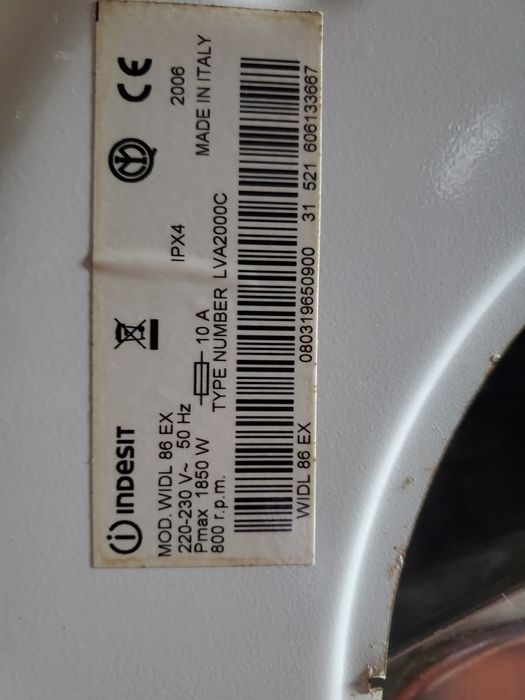 INDESIT
MOD. WIDL 86 EX
220-230 V~ 50 Hz
Pmax 1850 W 10 A
800 r.p.m. TYPE NUMBER LVA2000C
IPX4
2006
MADE IN ITALY
WIDL 86 EX 080319650900 31 521 606133667